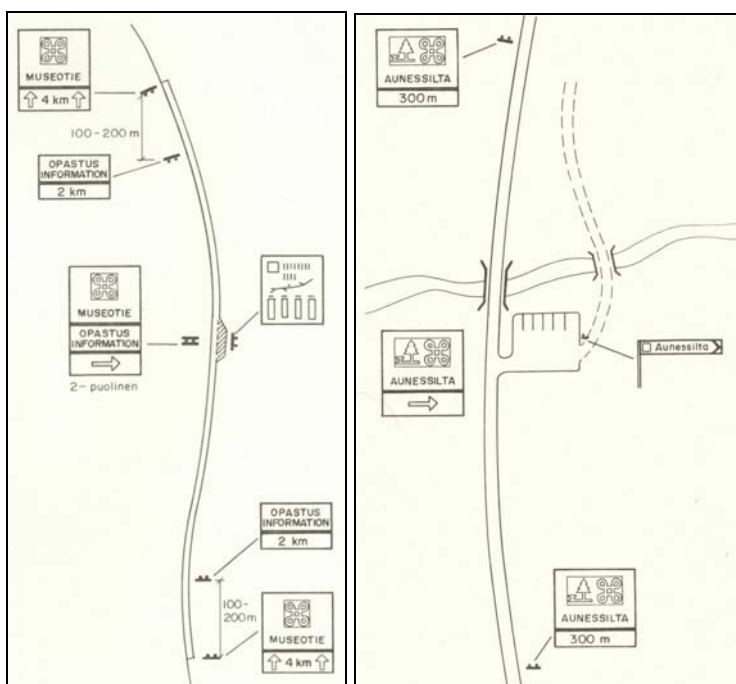 MUSEOTIE
4 km
100-200 m
OPASTUS
INFORMATION
2 km
MUSEOTIE
OPASTUS
INFORMATION
2- puolinen
OPASTUS
INFORMATION
2 km
100-
200m
MUSEOTIE
4 km
AUNESSILTA
300 m
AUNESSILTA
Aunessilta
AUNESSILTA
300 m